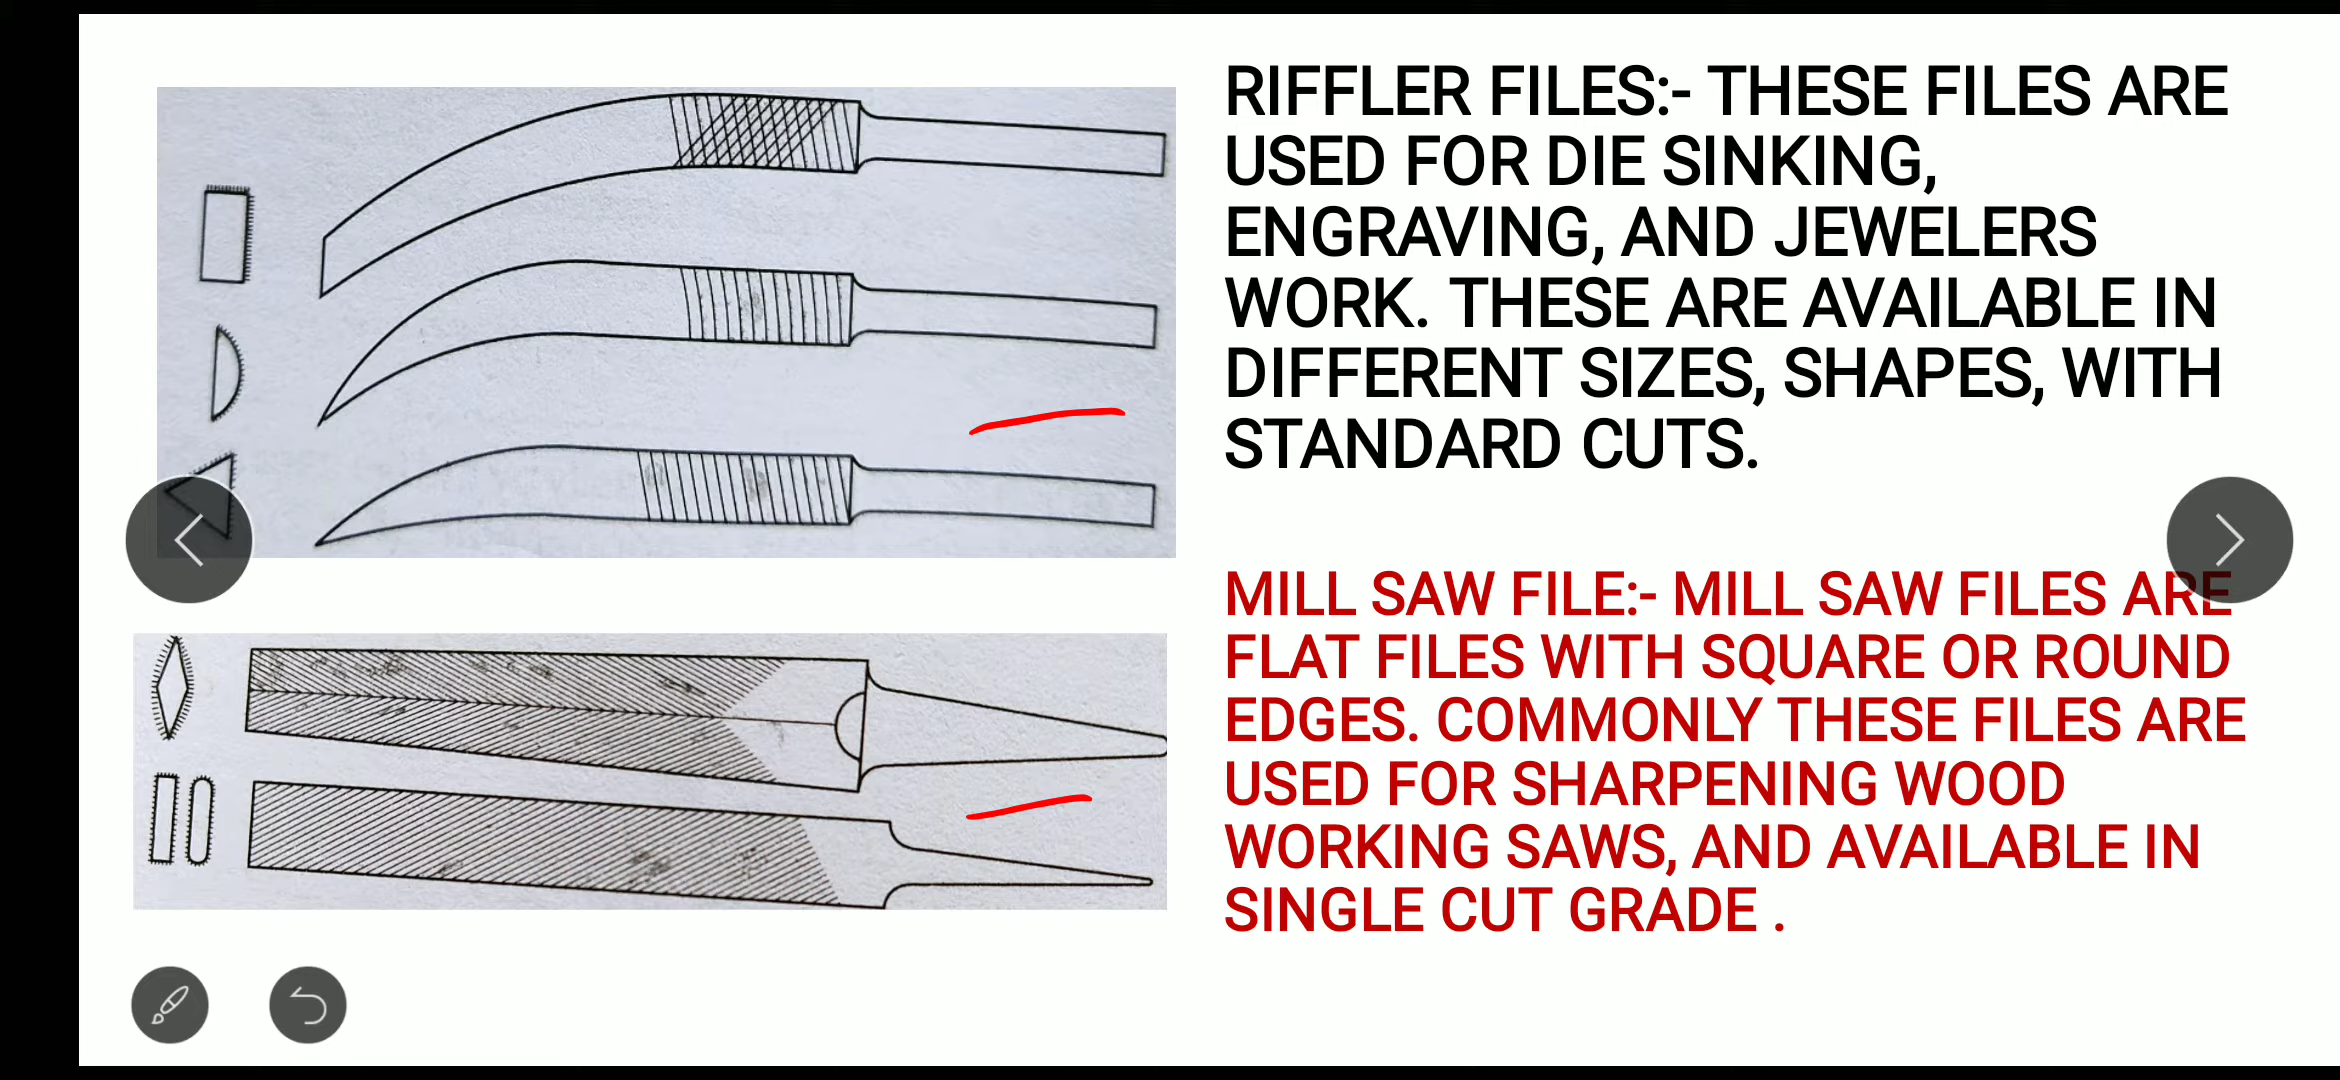 RIFFLER FILES:- THESE FILES ARE
USED FOR DIE SINKING,
ENGRAVING, AND JEWELERS
WORK. THESE ARE AVAILABLE IN
DIFFERENT SIZES, SHAPES, WITH
STANDARD CUTS.
MILL SAW FILE:- MILL SAW FILES ARE
FLAT FILES WITH SQUARE OR ROUND
EDGES. COMMONLY THESE FILES ARE
USED FOR SHARPENING WOOD
WORKING SAWS, AND AVAILABLE IN
SINGLE CUT GRADE .